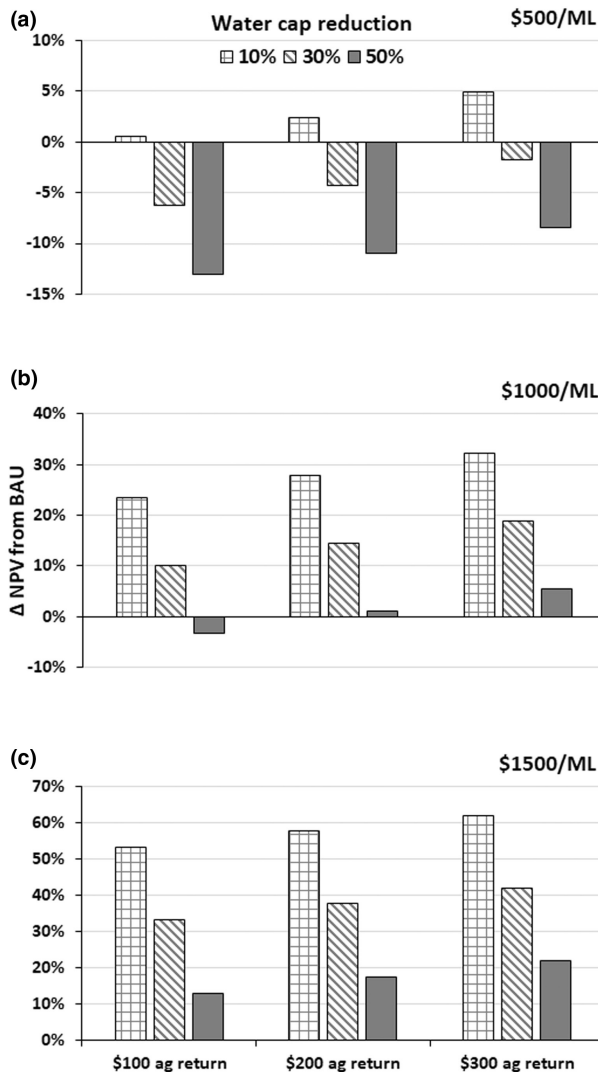 (a)
Water cap reduction
$500/ML
10% 30% 50%
10%
5%
0%
-5%
-10%
-15%
(b)
$1000/ML
Δ NPV from BAU
40%
30%
20%
10%
0%
-10%
(c)
$1500/ML
70%
60%
50%
40%
30%
20%
10%
0%
$100 ag return $200 ag return $300 ag return